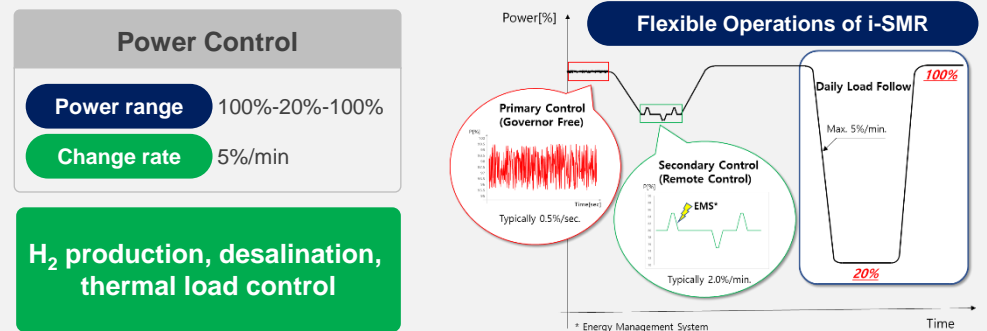 Power Control
Power range 100%-20%-100%
Change rate 5%/min
H₂ production, desalination,
thermal load control
Flexible Operations of i-SMR
Power[%]
Primary Control
(Governor Free)
P[%]
Time[sec]
Typically 0.5%/sec.
Secondary Control
(Remote Control)
P[%]
EMS*
Typically 2.0%/min.
Daily Load Follow
100%
Max. 5%/min.
20%
Time
* Energy Management System